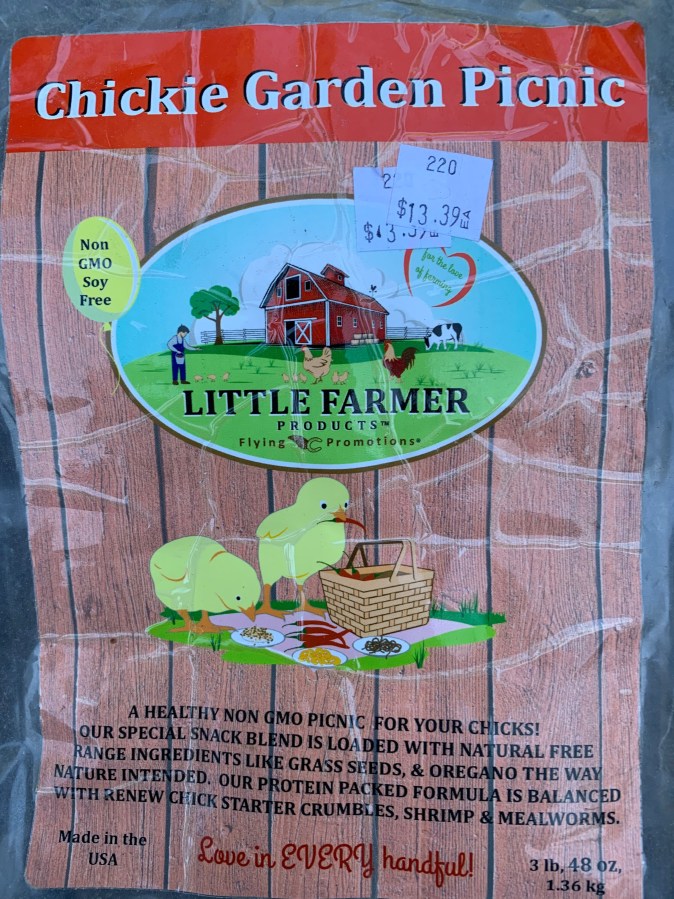 Chickie Garden Picnic
220
$13.39 EA
Non
GMO
Soy
Free
for the love
of farming
LITTLE FARMER
PRODUCTS™
Flying Promotions®
A HEALTHY NON GMO PICNIC FOR YOUR CHICKS!
OUR SPECIAL SNACK BLEND IS LOADED WITH NATURAL FREE
RANGE INGREDIENTS LIKE GRASS SEEDS, & OREGANO THE WAY
NATURE INTENDED. OUR PROTEIN PACKED FORMULA IS BALANCED
WITH RENEW CHICK STARTER CRUMBLES, SHRIMP & MEALWORMS.
Made in the
USA
Love in EVERY handful!
3 lb, 48 oz,
1.36 kg